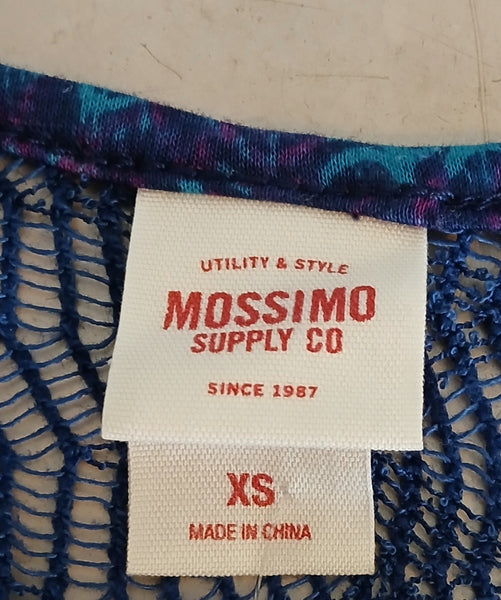 UTILITY & STYLE
MOSSIMO
SUPPLY CO
SINCE 1987
XS
MADE IN CHINA